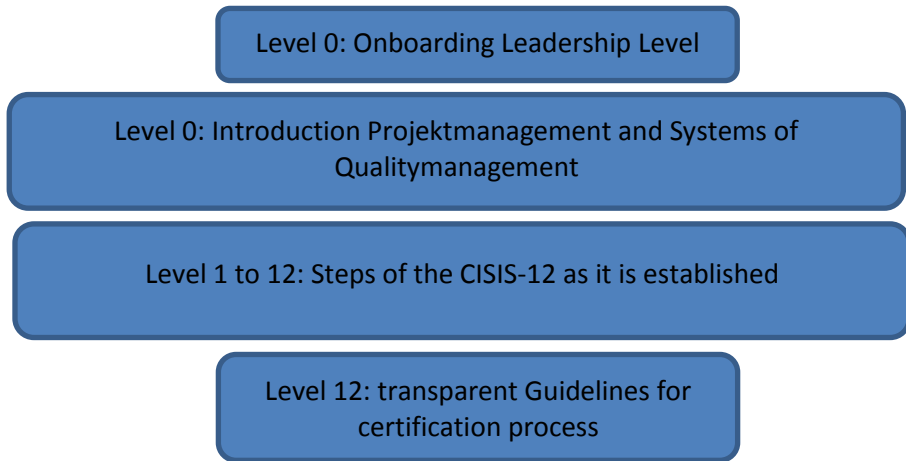 Level 0: Onboarding Leadership Level
Level 0: Introduction Projektmanagement and Systems of
Qualitymanagement
Level 1 to 12: Steps of the CISIS-12 as it is established
Level 12: transparent Guidelines for
certification process